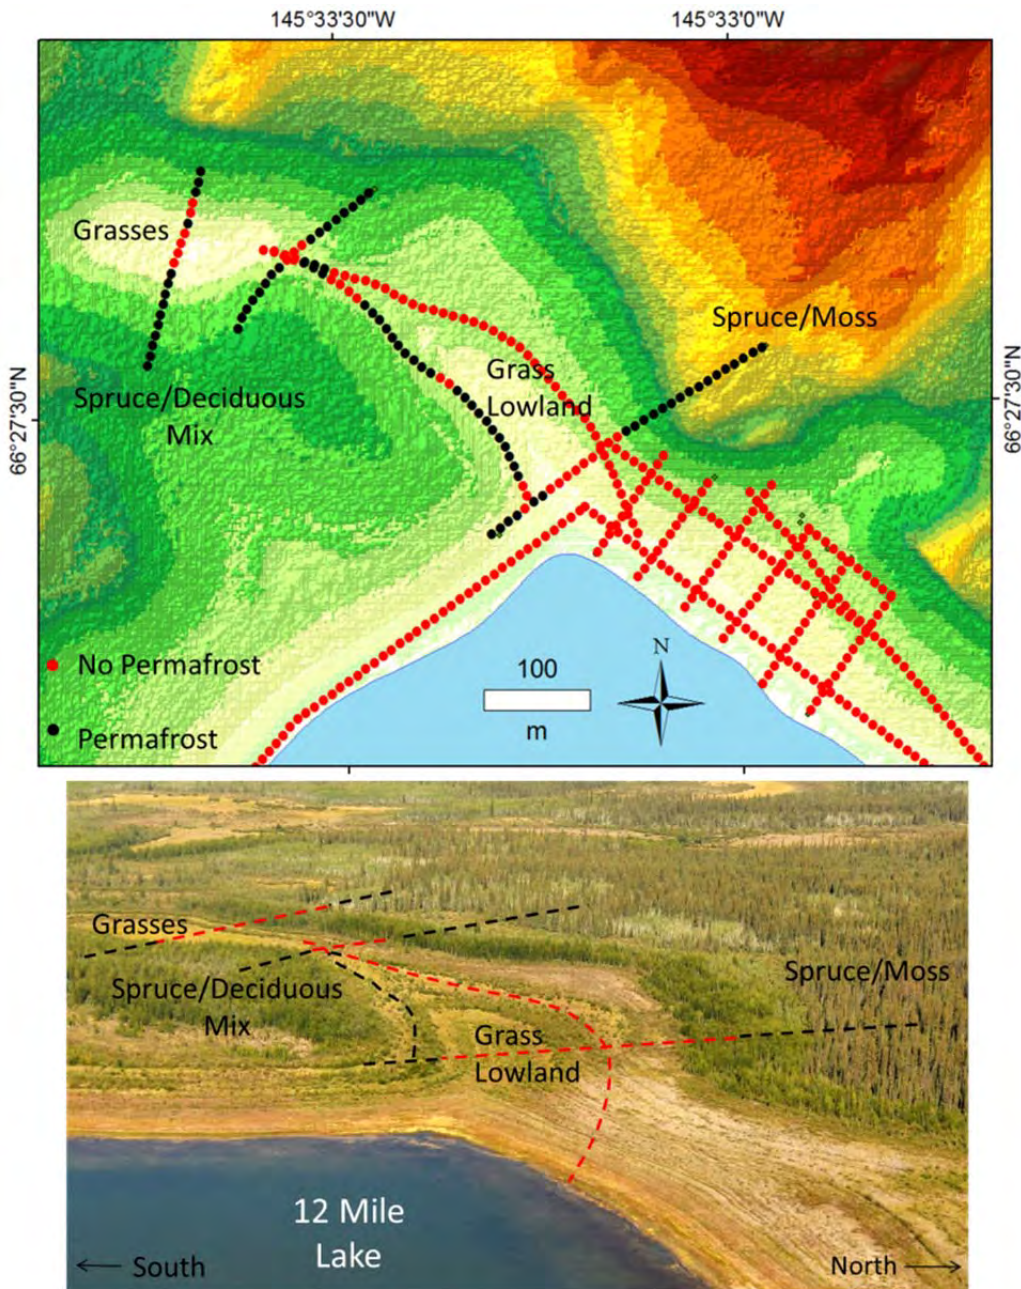 145°33'30"W
145°33'0"W
66°27'30"N
66°27'30"N
Grasses
Spruce/Moss
Grass
Lowland
Spruce/Deciduous
Mix
No Permafrost
Permafrost
100
m
N
Grasses
Spruce/Deciduous
Mix
Spruce/Moss
Grass
Lowland
12 Mile
Lake
South
North